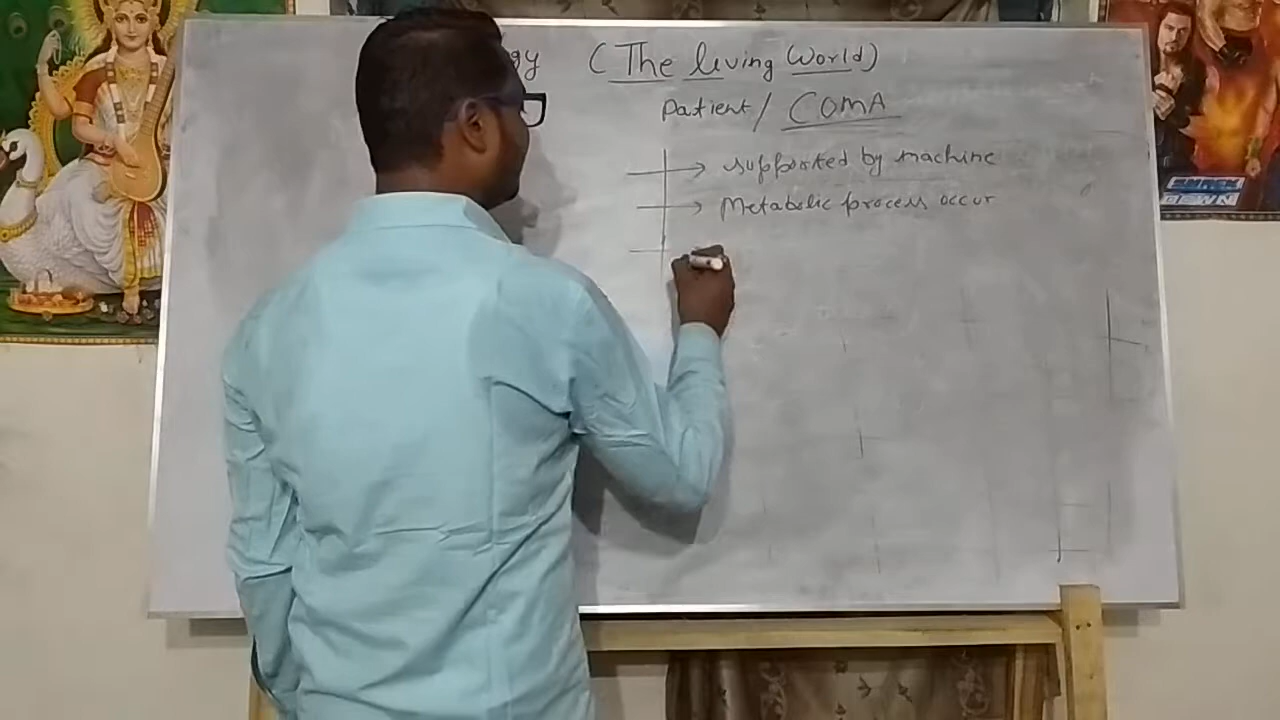 (The living World)
patient/ COMA
→ supported by machine
→ Metabolic process occur